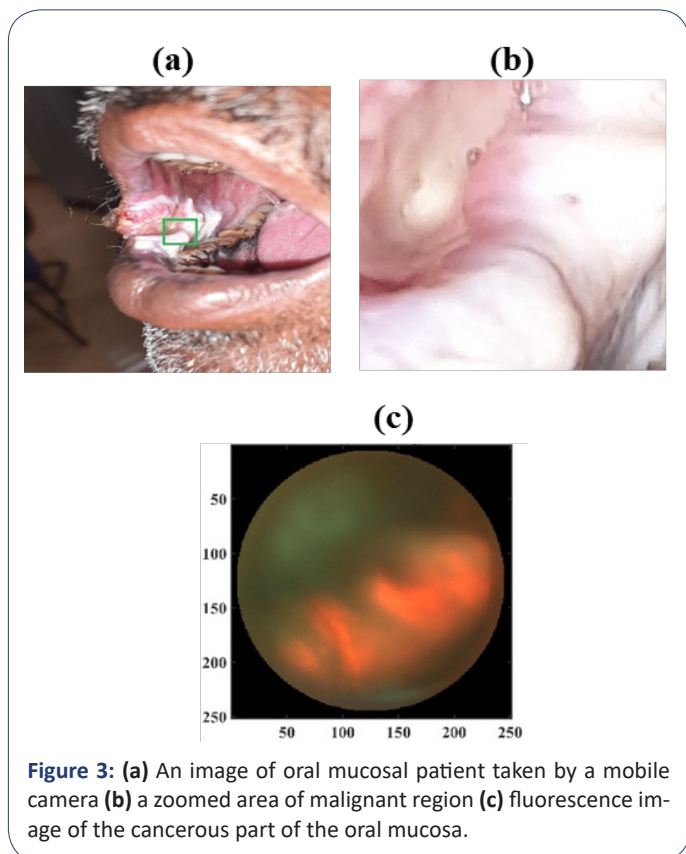 (a)
(b)
(c)
50
100
150
200
250
50 100 150 200 250
Figure 3: (a) An image of oral mucosal patient taken by a mobile
camera (b) a zoomed area of malignant region (c) fluorescence im-
age of the cancerous part of the oral mucosa.